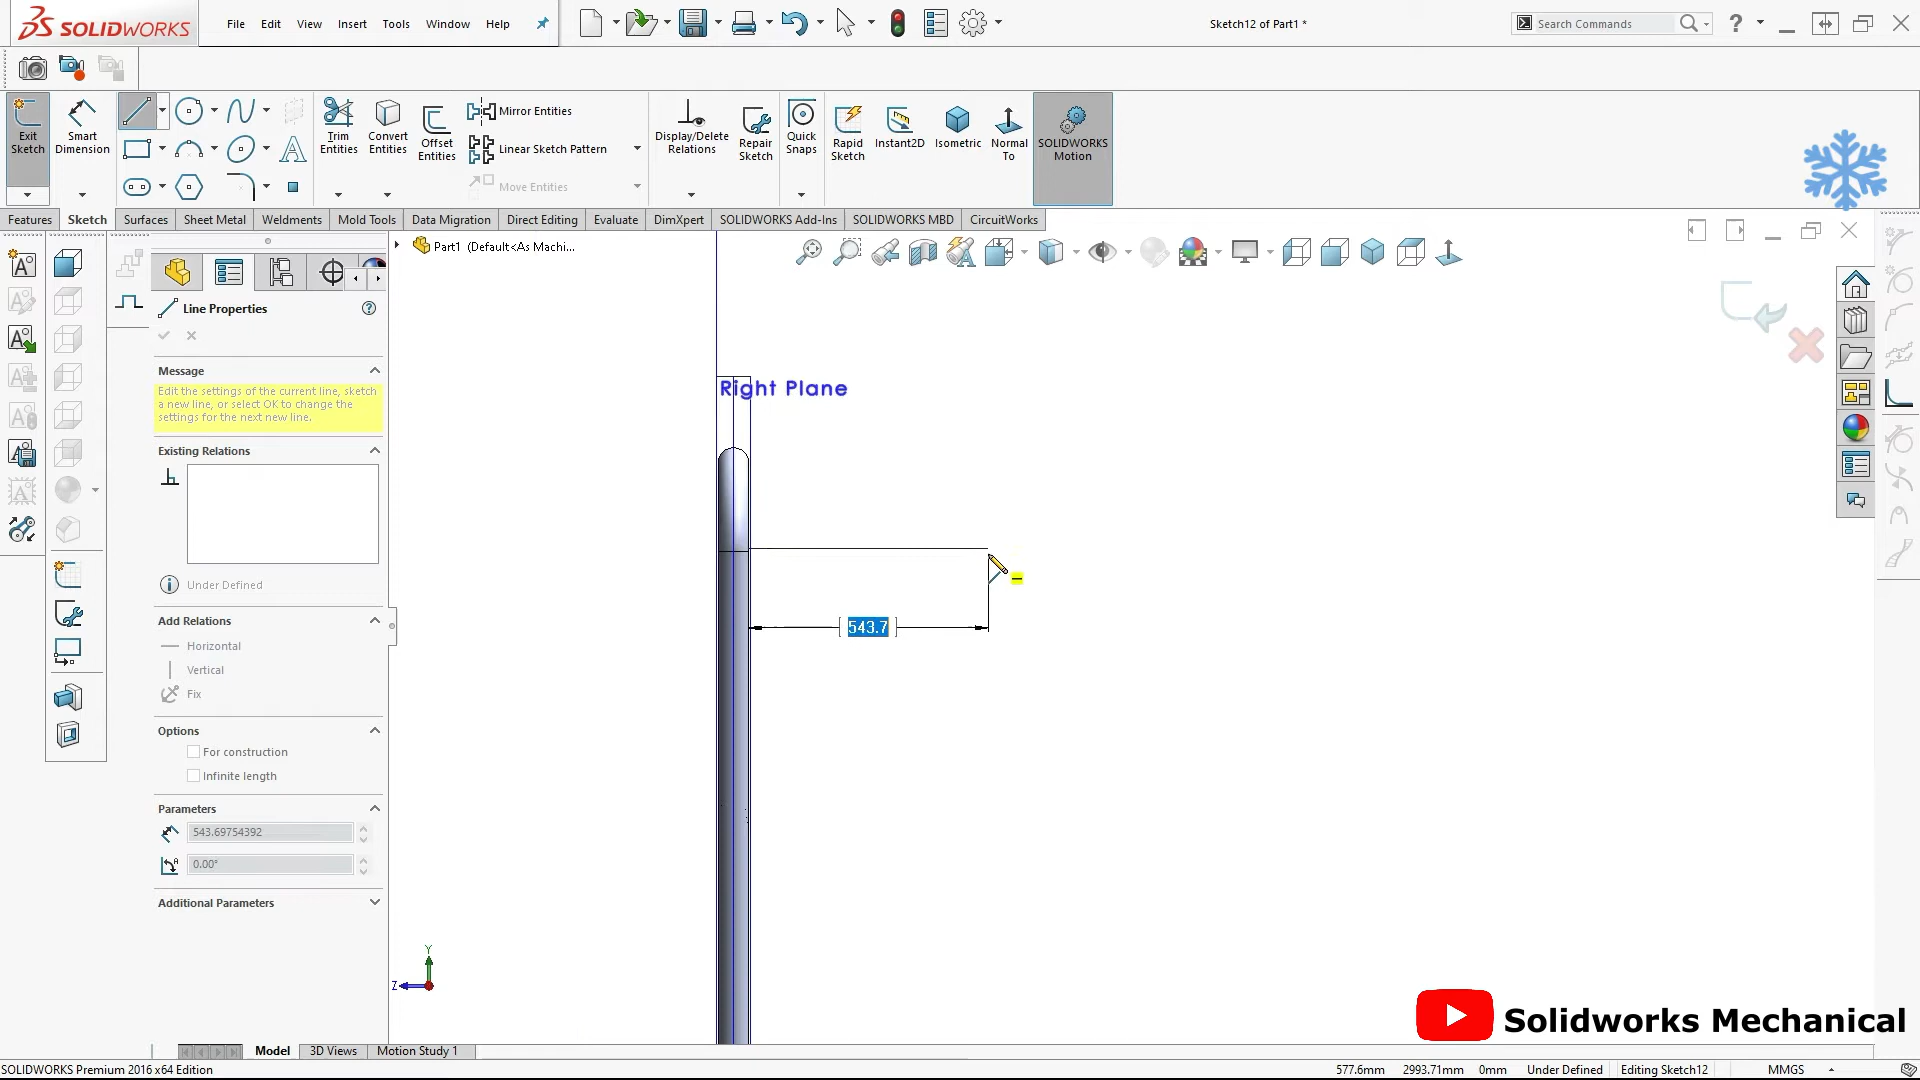 SOLIDWORKS
File Edit View Insert Tools Window Help
Sketch12 of Part1 *
Search Commands
Exit Sketch
Smart Dimension
Trim Entities
Convert Entities
Offset Entities
Mirror Entities
Linear Sketch Pattern
Move Entities
Display/Delete Relations
Repair Sketch
Quick Snaps
Rapid Sketch
Instant2D
Isometric
Normal To
SOLIDWORKS Motion
Features Sketch Surfaces Sheet Metal Weldments Mold Tools Data Migration Direct Editing Evaluate DimXpert SOLIDWORKS Add-Ins SOLIDWORKS MBD CircuitWorks
Part1 (Default<As Machi...
Line Properties
Message
Edit the settings of the current line, sketch
a new line, or select OK to change the
settings for the next new line.
Existing Relations
Under Defined
Add Relations
Horizontal
Vertical
Fix
Options
For construction
Infinite length
Parameters
543.69754392
0.00°
Additional Parameters
Right Plane
543.7
Y
Z
Solidworks Mechanical
Model 3D Views Motion Study 1
SOLIDWORKS Premium 2016 x64 Edition
577.6mm 2993.71mm 0mm Under Defined Editing Sketch12 MMGS